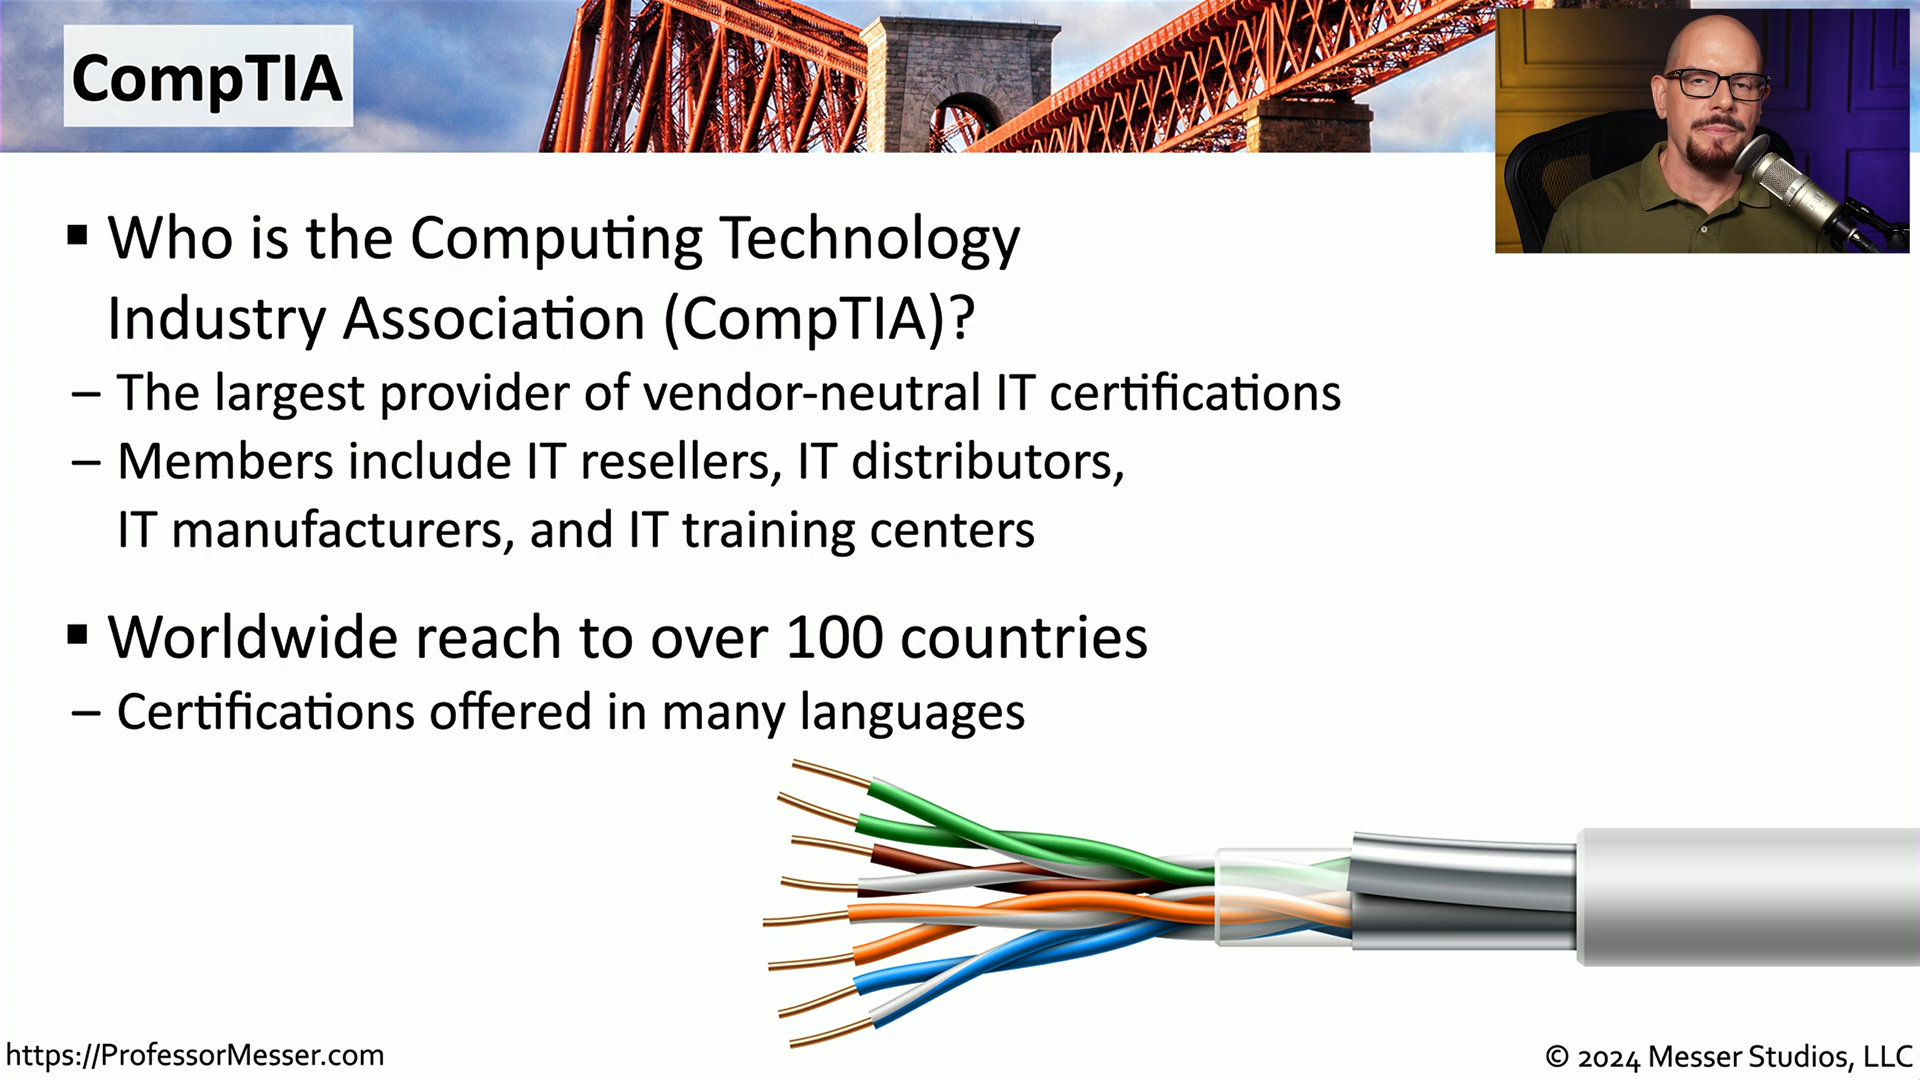 CompTIA
▪ Who is the Computing Technology
Industry Association (CompTIA)?
– The largest provider of vendor-neutral IT certifications
– Members include IT resellers, IT distributors,
IT manufacturers, and IT training centers
▪ Worldwide reach to over 100 countries
– Certifications offered in many languages
https://ProfessorMesser.com
© 2024 Messer Studios, LLC